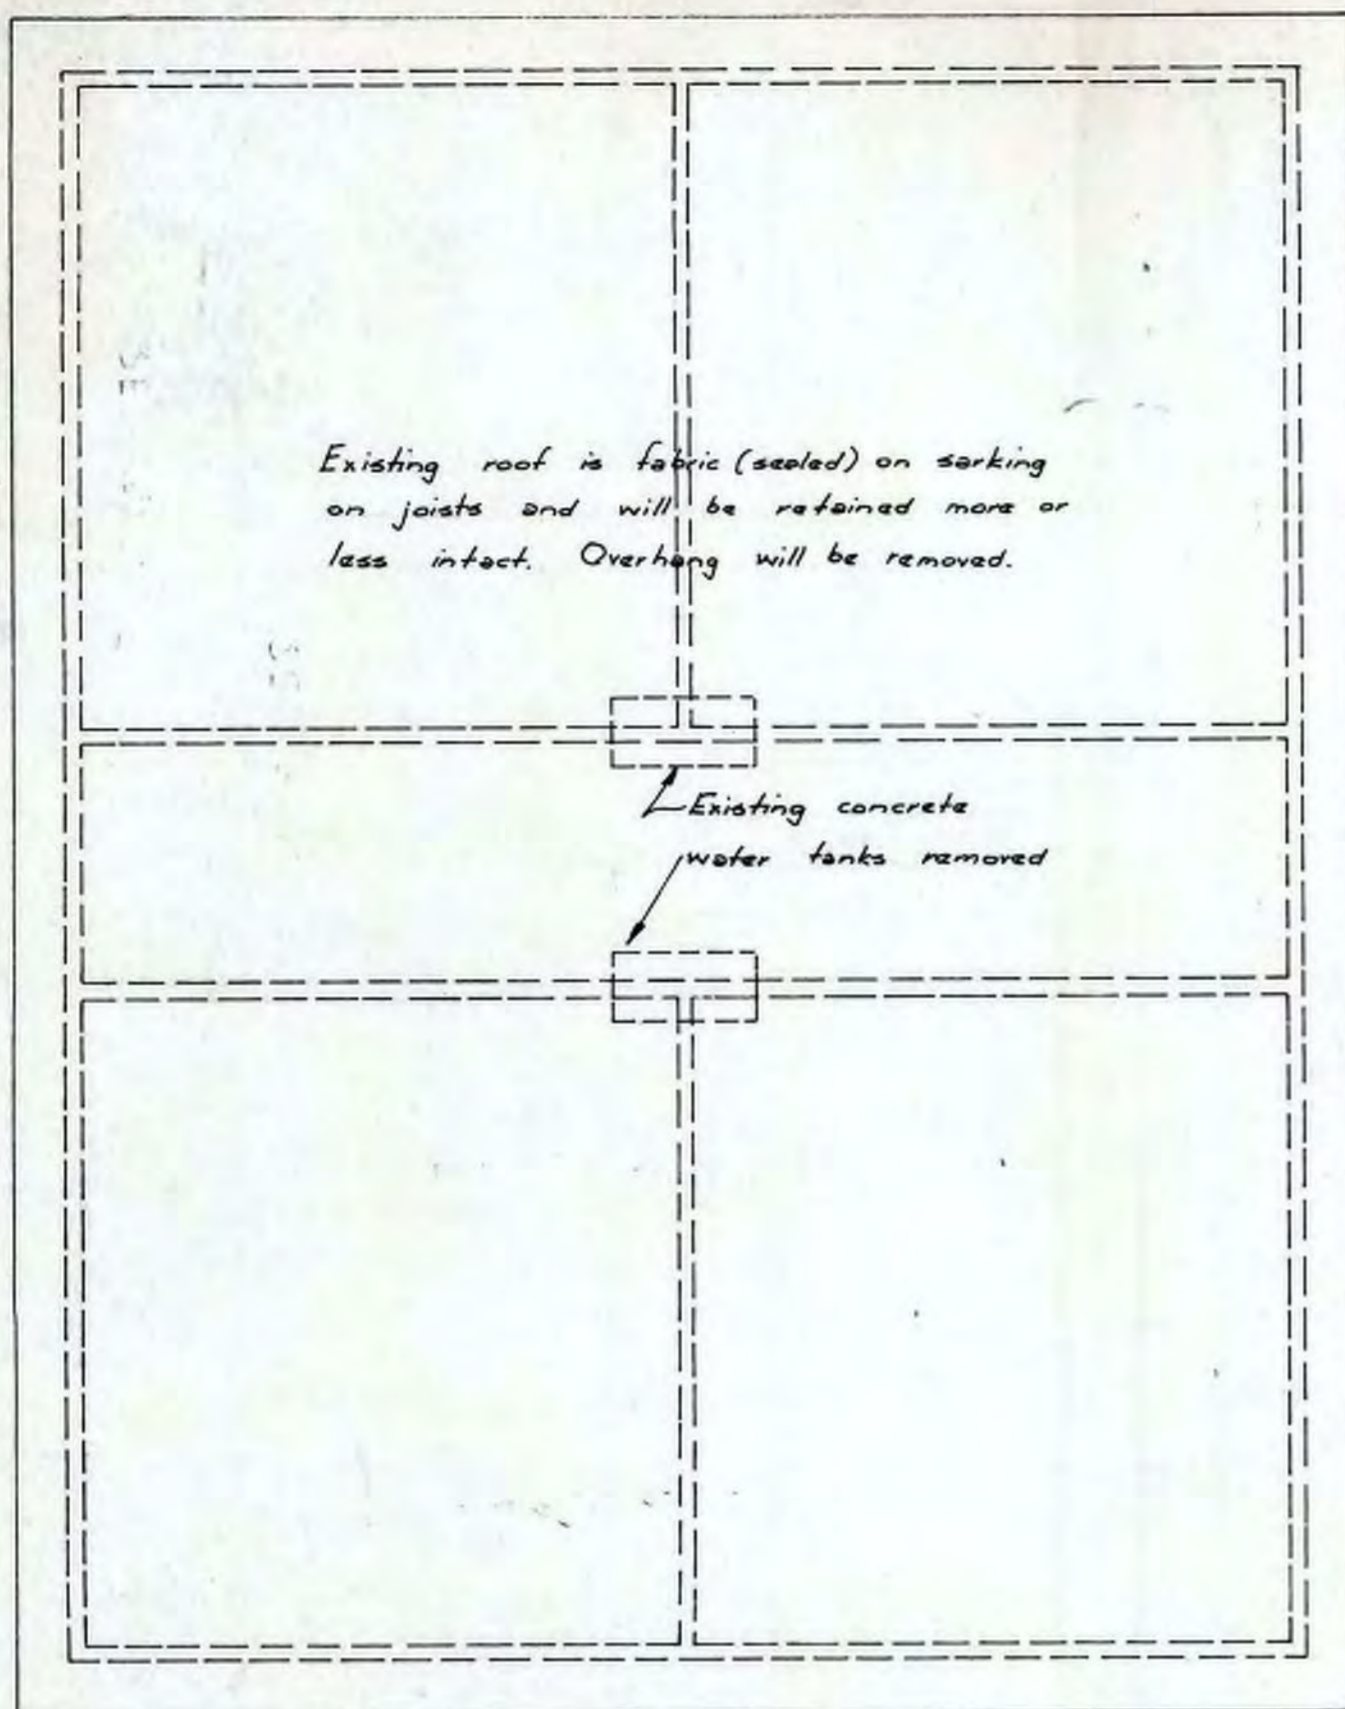 Existing roof is fabric (sealed) on sarking
on joists and will be retained more or
less intact. Overhang will be removed.
Existing concrete
water tanks removed